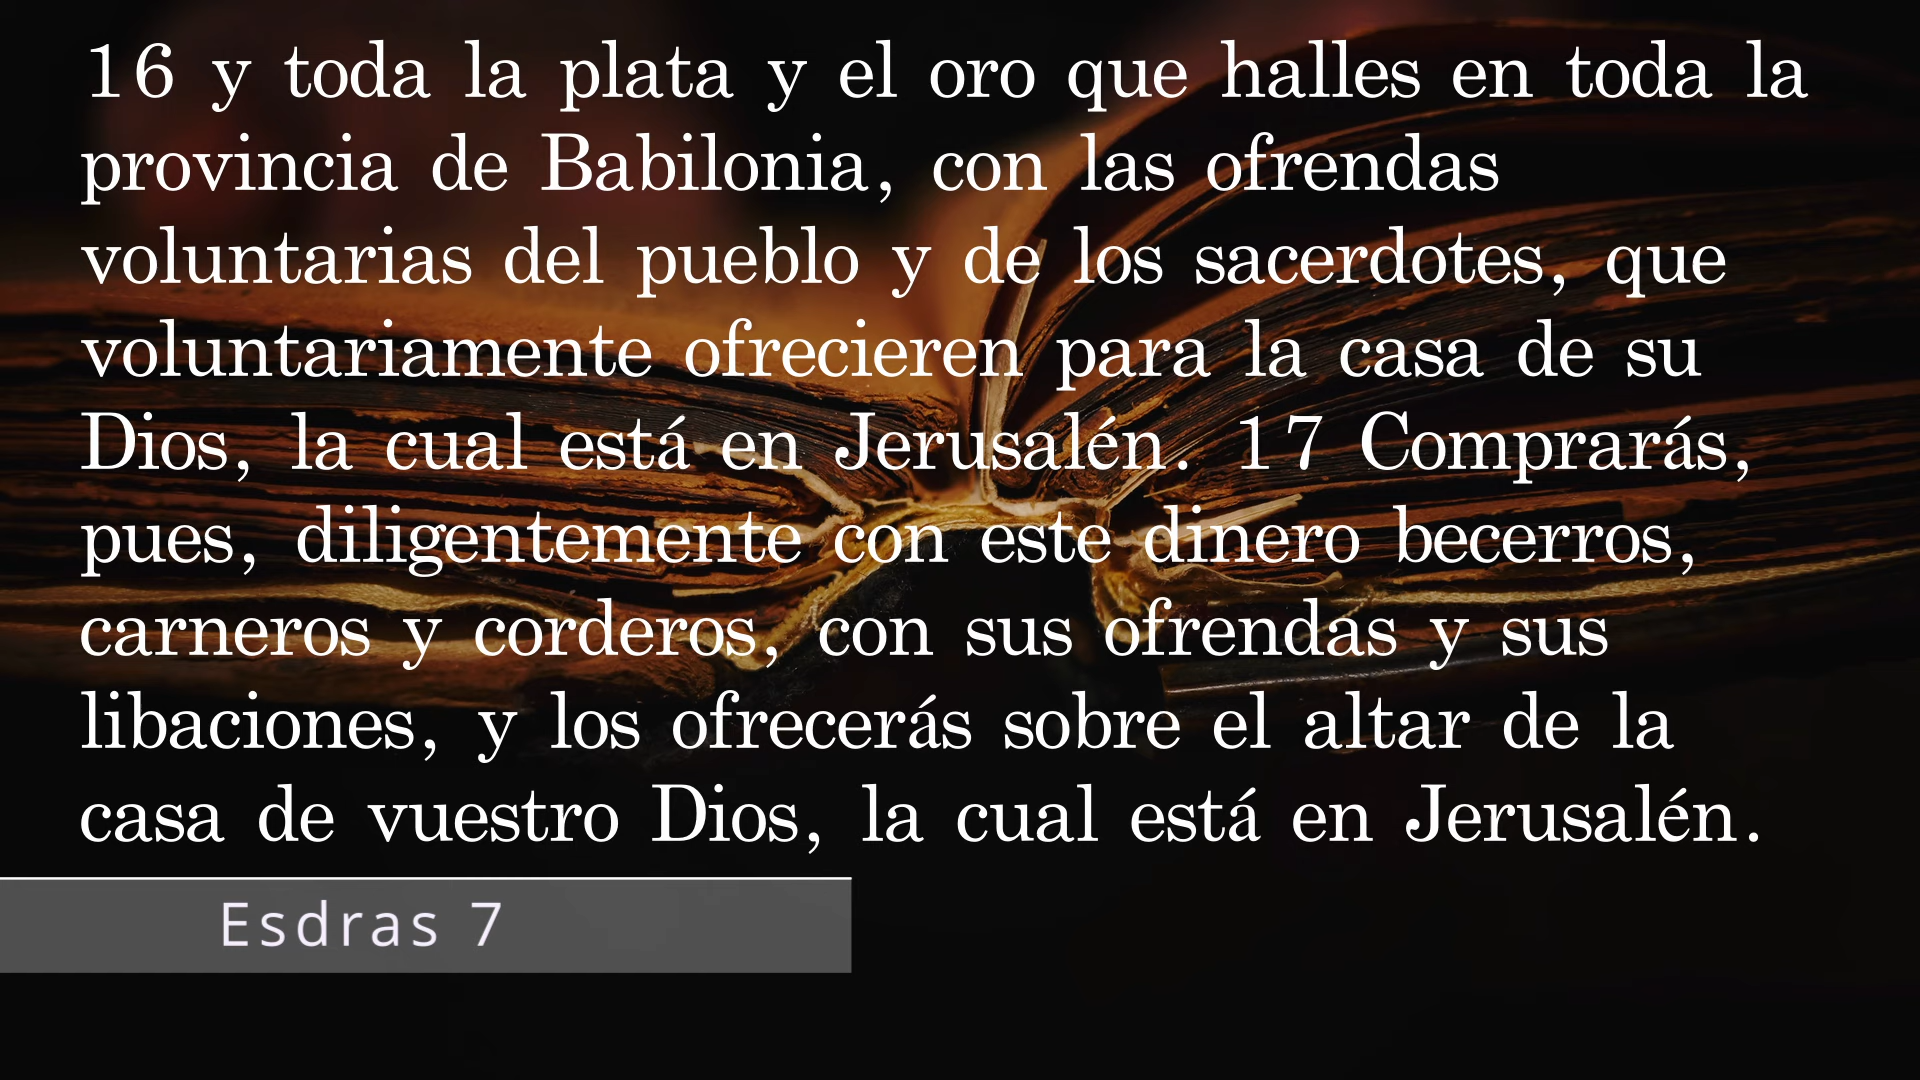 16 y toda la plata y el oro que halles en toda la
provincia de Babilonia, con las ofrendas
voluntarias del pueblo y de los sacerdotes, que
voluntariamente ofrecieren para la casa de su
Dios, la cual está en Jerusalén. 17 Comprarás,
pues, diligentemente con este dinero becerros,
carneros y corderos, con sus ofrendas y sus
libaciones, y los ofrecerás sobre el altar de la
casa de vuestro Dios, la cual está en Jerusalén.
Esdras 7